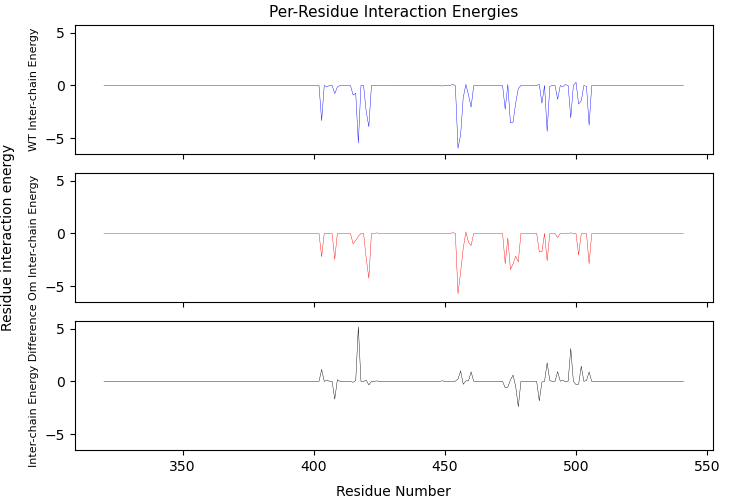 Per-Residue Interaction Energies
Residue interaction energy
WT Inter-chain Energy
5
0
−5
Om Inter-chain Energy
5
0
−5
Inter-chain Energy Difference
5
0
−5
350
400
450
500
550
Residue Number